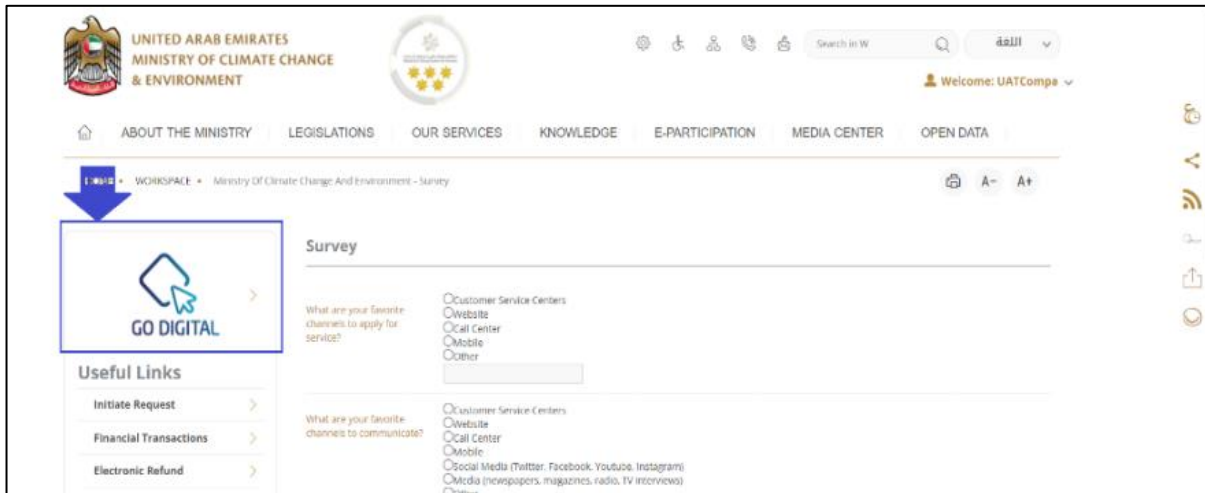 UNITED ARAB EMIRATES
MINISTRY OF CLIMATE CHANGE
& ENVIRONMENT
Search in W
اللغة
Welcome: UATCompa
ABOUT THE MINISTRY
LEGISLATIONS
OUR SERVICES
KNOWLEDGE
E-PARTICIPATION
MEDIA CENTER
OPEN DATA
WORKSPACE • Ministry Of Climate Change And Environment - Survey
A-
A+
GO DIGITAL
Useful Links
Initiate Request
Financial Transactions
Electronic Refund
Survey
What are your favorite
channels to apply for
service?
Customer Service Centers
Website
Call Center
Mobile
Other
What are your favorite
channels to communicate?
Customer Service Centers
Website
Call Center
Mobile
Social Media (Twitter, Facebook, Youtube, Instagram)
Media (newspapers, magazines, radio, TV interviews)
Other